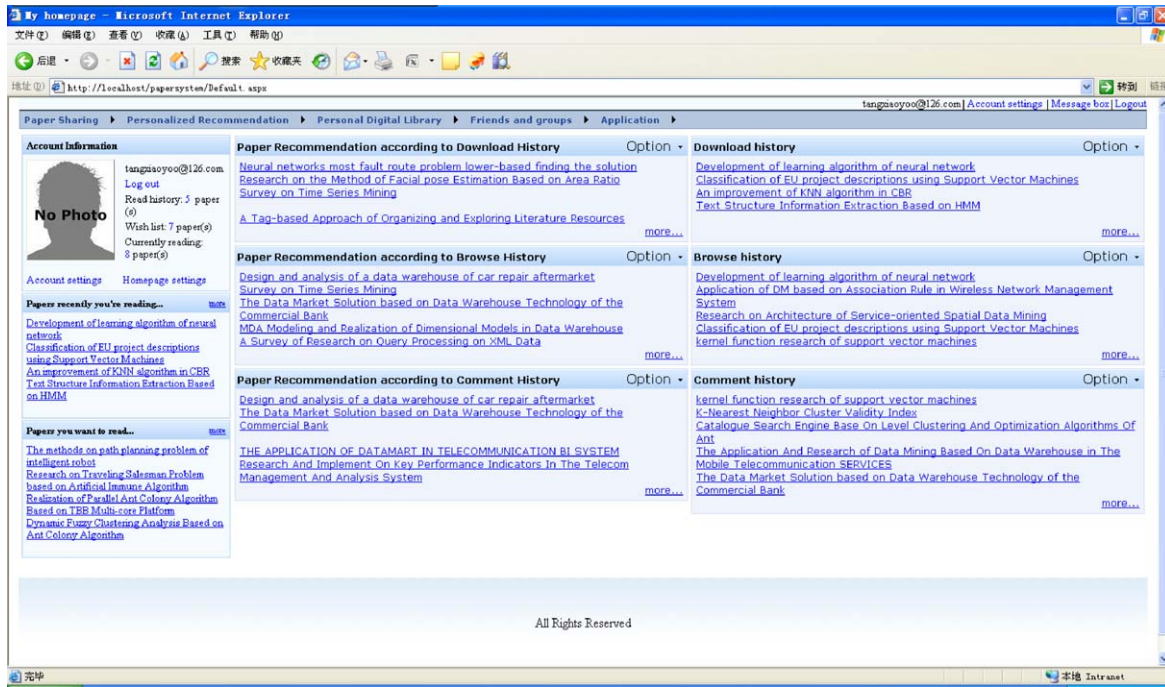 My homepage - Microsoft Internet Explorer
文件(F) 编辑(E) 查看(V) 收藏(A) 工具(T) 帮助(H)
后退 搜索 收藏夹
地址(D) http://localhost/papersystem/Default.aspx 转到 链接
tangxiaoyoo@126.com| Account settings | Message box| Logout
Paper Sharing Personalized Recommendation Personal Digital Library Friends and groups Application
Account Information
No Photo
tangxiaoyoo@126.com
Log out
Read history: 5 paper
(s)
Wish list: 7 paper(s)
Currently reading:
8 paper(s)
Account settings Homepage settings
Papers recently you're reading... more
Development of learning algorithm of neural
network
Classification of EU project descriptions
using Support Vector Machines
An improvement of KNN algorithm in CBR
Text Structure Information Extraction Based
on HMM
Papers you want to read... more
The methods on path planning problem of
intelligent robot
Research on Traveling Salesman Problem
based on Artificial Immune Algorithm
Realization of Parallel Ant Colony Algorithm
Based on TBB Multi-core Platform
Dynamic Fuzzy Clustering Analysis Based on
Ant Colony Algorithm
Paper Recommendation according to Download History Option
Neural networks most fault route problem lower-based finding the solution
Research on the Method of Facial pose Estimation Based on Area Ratio
Survey on Time Series Mining
A Tag-based Approach of Organizing and Exploring Literature Resources
more...
Paper Recommendation according to Browse History Option
Design and analysis of a data warehouse of car repair aftermarket
Survey on Time Series Mining
The Data Market Solution based on Data Warehouse Technology of the
Commercial Bank
MDA Modeling and Realization of Dimensional Models in Data Warehouse
A Survey of Research on Query Processing on XML Data
more...
Paper Recommendation according to Comment History Option
Design and analysis of a data warehouse of car repair aftermarket
The Data Market Solution based on Data Warehouse Technology of the
Commercial Bank
THE APPLICATION OF DATAMART IN TELECOMMUNICATION BI SYSTEM
Research And Implement On Key Performance Indicators In The Telecom
Management And Analysis System
more...
Download history Option
Development of learning algorithm of neural network
Classification of EU project descriptions using Support Vector Machines
An improvement of KNN algorithm in CBR
Text Structure Information Extraction Based on HMM
more...
Browse history Option
Development of learning algorithm of neural network
Application of DM based on Association Rule in Wireless Network Management
System
Research on Architecture of Service-oriented Spatial Data Mining
Classification of EU project descriptions using Support Vector Machines
kernel function research of support vector machines
more...
Comment history Option
kernel function research of support vector machines
K-Nearest Neighbor Cluster Validity Index
Catalogue Search Engine Base On Level Clustering And Optimization Algorithms Of
Ant
The Application And Research of Data Mining Based On Data Warehouse in The
Mobile Telecommunication SERVICES
The Data Market Solution based on Data Warehouse Technology of the
Commercial Bank
more...
All Rights Reserved
完毕 本地 Intranet